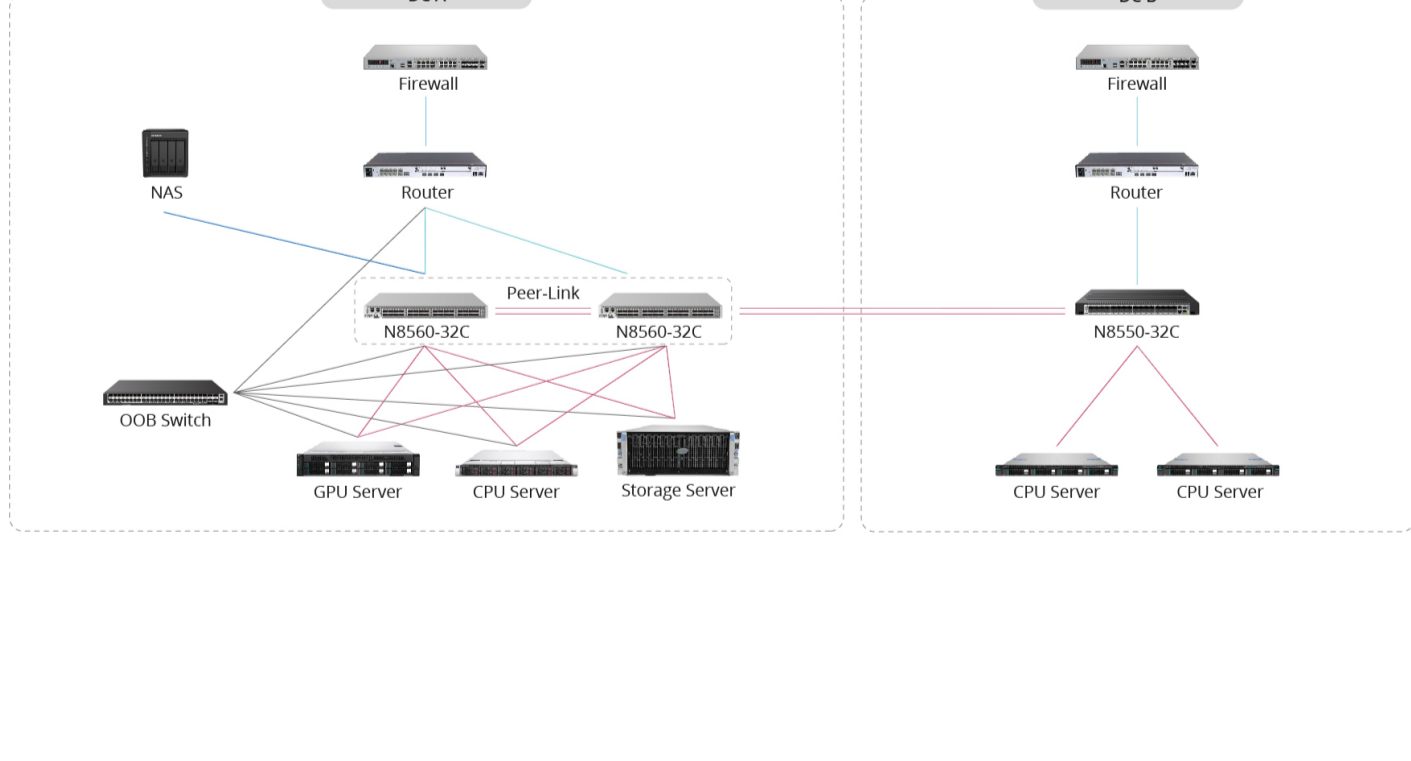 DC B
Firewall
Firewall
NAS
Router
Router
Peer-Link
N8560-32C
N8560-32C
N8550-32C
OOB Switch
GPU Server
CPU Server
Storage Server
CPU Server
CPU Server